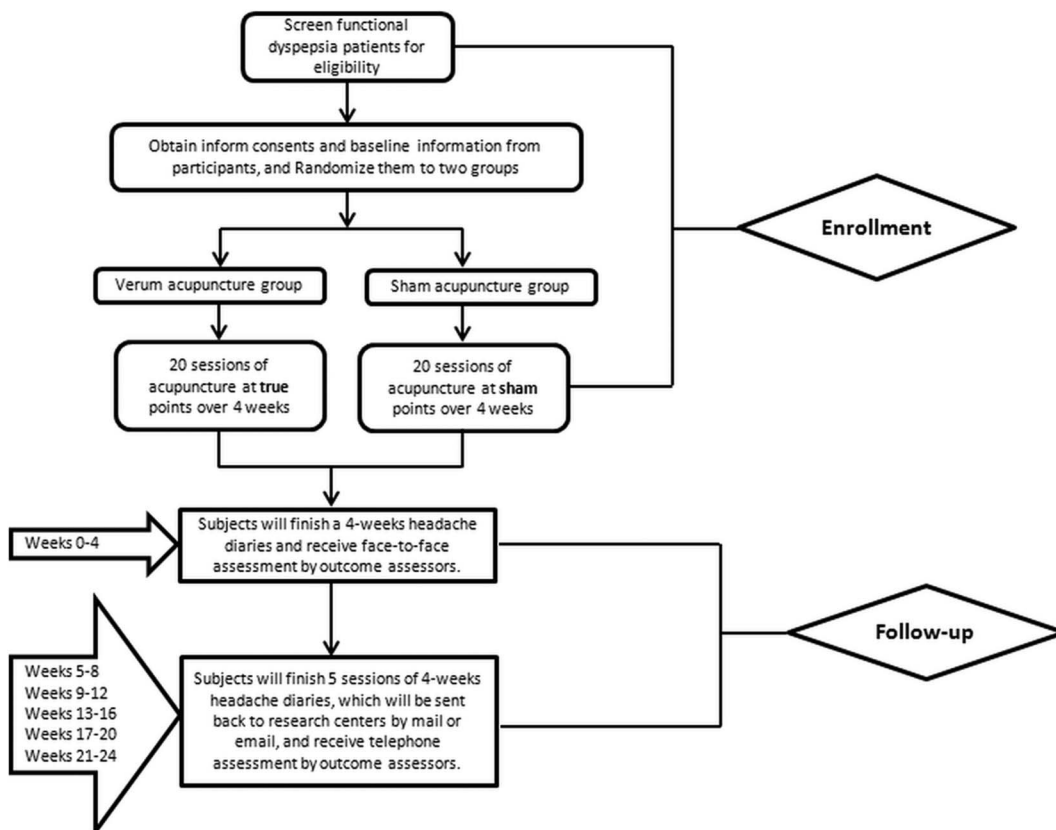 Screen functional
dyspepsia patients for
eligibility
Obtain inform consents and baseline information from
participants, and Randomize them to two groups
Enrollment
Verum acupuncture group
Sham acupuncture group
20 sessions of
acupuncture at true
points over 4 weeks
20 sessions of
acupuncture at sham
points over 4 weeks
Weeks 0-4
Subjects will finish a 4-weeks headache
diaries and receive face-to-face
assessment by outcome assessors.
Follow-up
Weeks 5-8
Weeks 9-12
Weeks 13-16
Weeks 17-20
Weeks 21-24
Subjects will finish 5 sessions of 4-weeks
headache diaries, which will be sent
back to research centers by mail or
email, and receive telephone
assessment by outcome assessors.